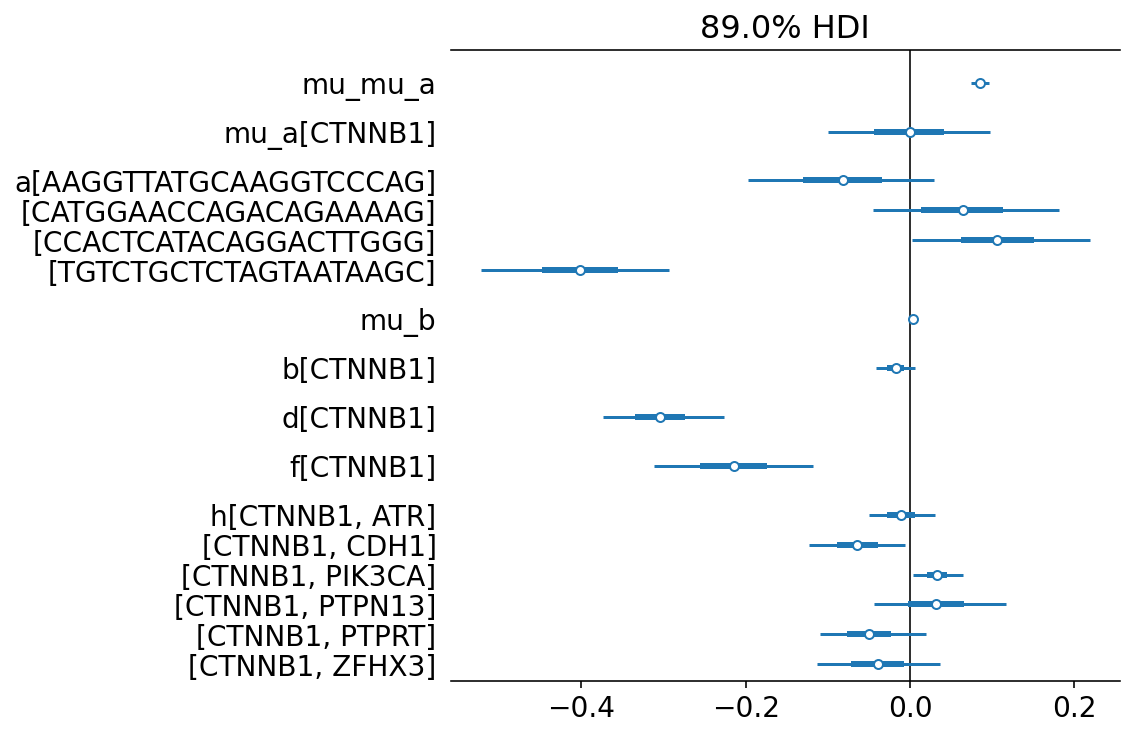 89.0% HDI
mu_mu_a
mu_a[CTNNB1]
a[AAGGTTATGCAAGGTCCCAG]
[CATGGAACCAGACAGAAAAG]
[CCACTCATACAGGACTTGGG]
[TGTCTGCTCTAGTAATAAGC]
mu_b
b[CTNNB1]
d[CTNNB1]
f[CTNNB1]
h[CTNNB1, ATR]
[CTNNB1, CDH1]
[CTNNB1, PIK3CA]
[CTNNB1, PTPN13]
[CTNNB1, PTPRT]
[CTNNB1, ZFHX3]
−0.4 −0.2 0.0 0.2